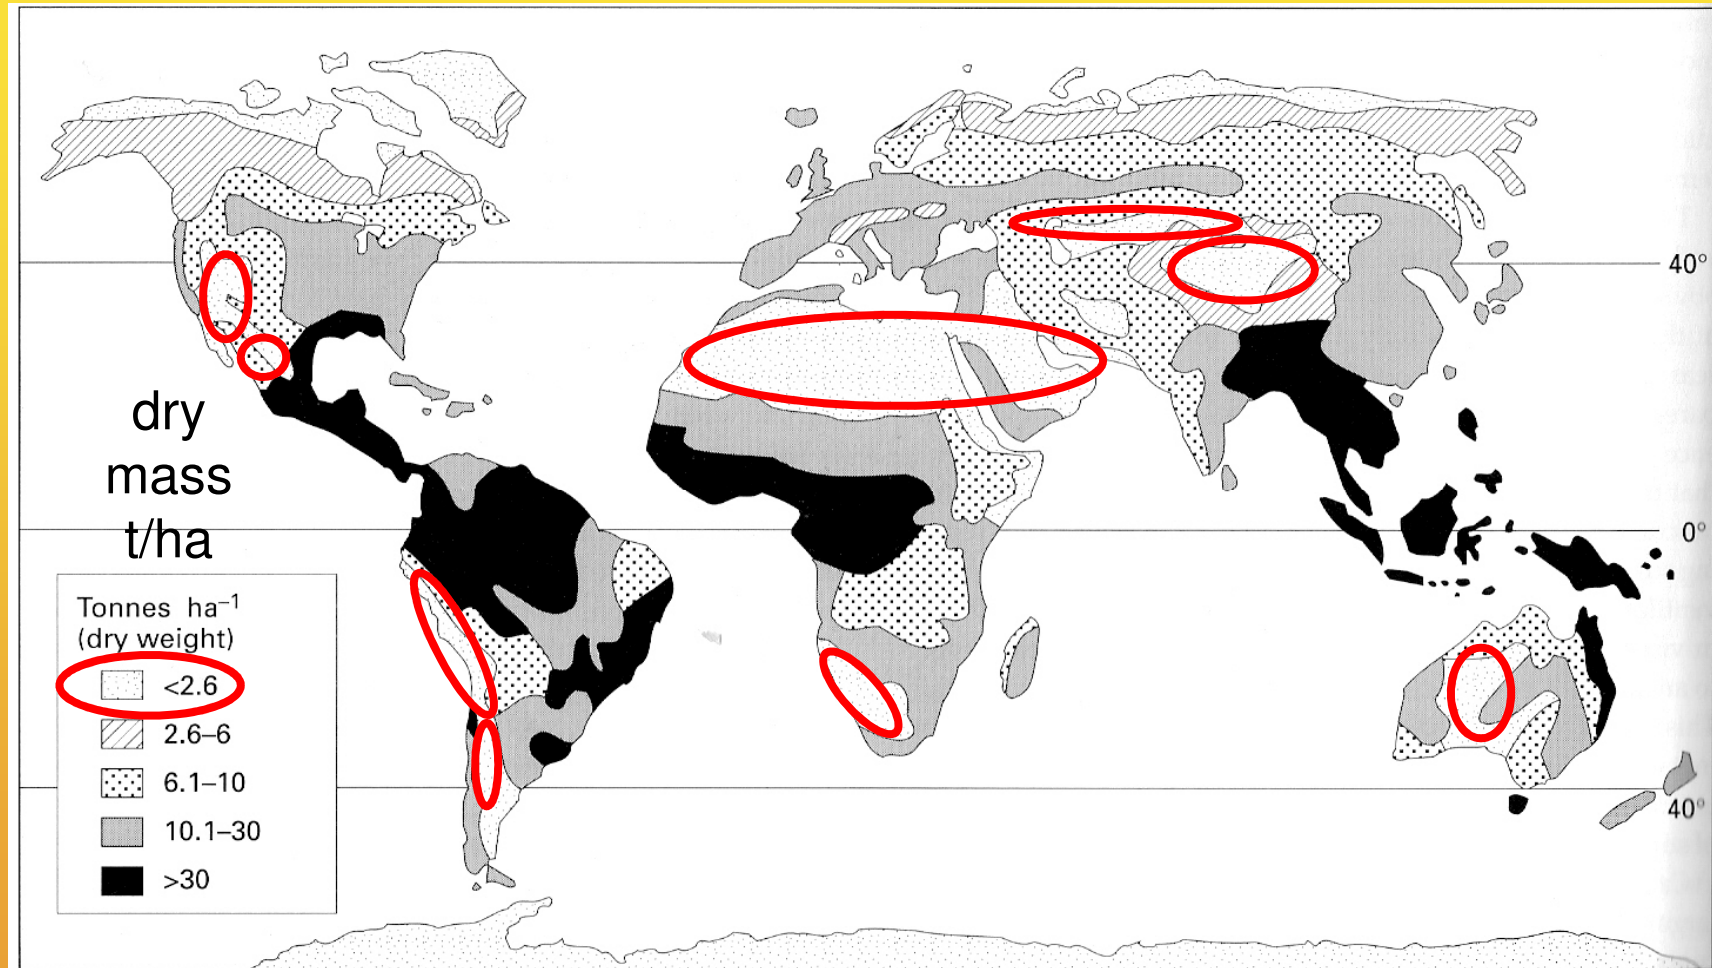 40°
dry
mass
t/ha
0°
Tonnes ha⁻¹
(dry weight)
<2.6
2.6–6
6.1–10
10.1–30
>30
40°